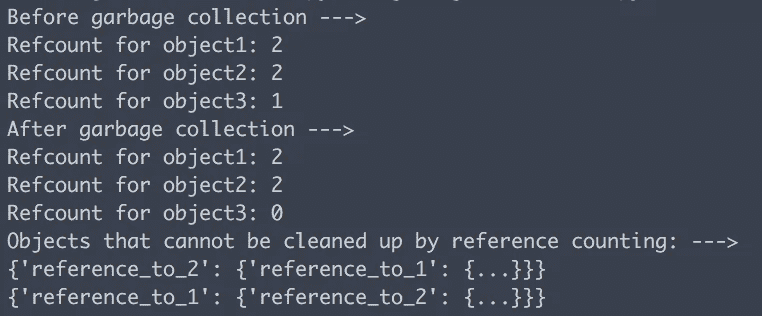 Before garbage collection --->
Refcount for object1: 2
Refcount for object2: 2
Refcount for object3: 1
After garbage collection --->
Refcount for object1: 2
Refcount for object2: 2
Refcount for object3: 0
Objects that cannot be cleaned up by reference counting: --->
{'reference_to_2': {'reference_to_1': {...}}}
{'reference_to_1': {'reference_to_2': {...}}}